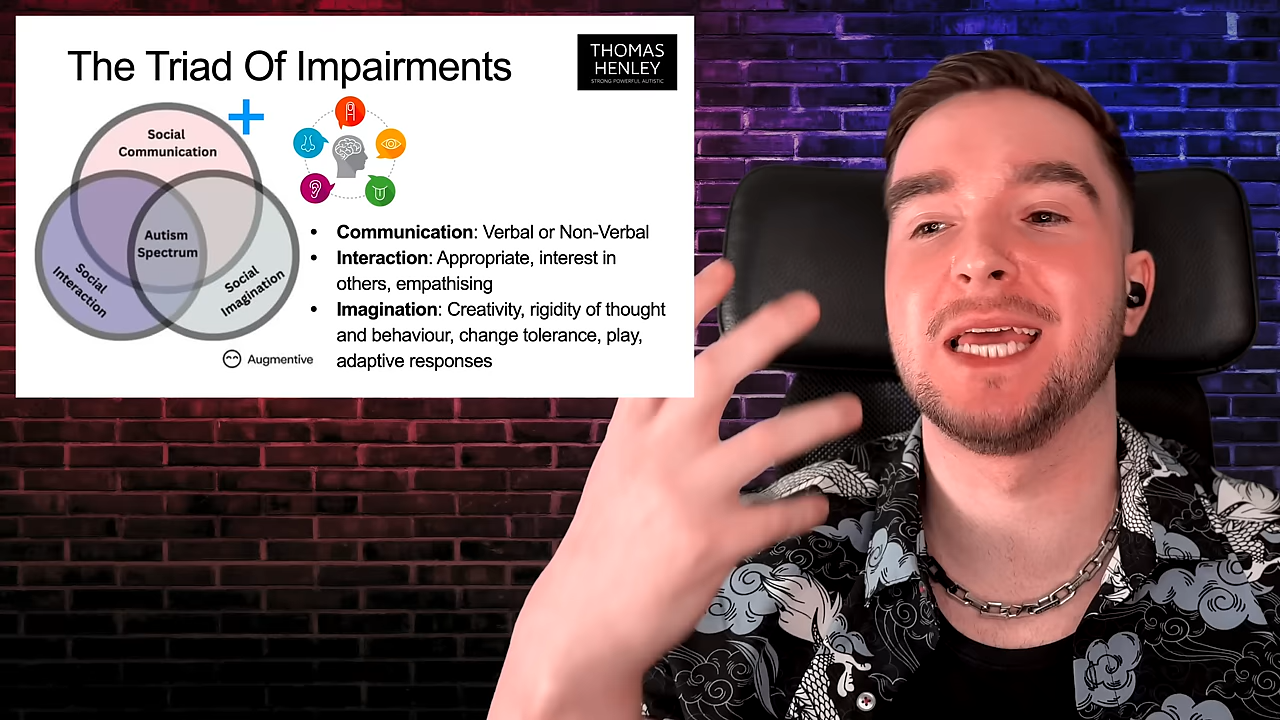 The Triad Of Impairments
THOMAS
HENLEY
STRONG POWERFUL AUTISTIC
Social
Communication
Autism
Spectrum
Social
Interaction
Social
Imagination
Augmentive
• Communication: Verbal or Non-Verbal
• Interaction: Appropriate, interest in
others, empathising
• Imagination: Creativity, rigidity of thought
and behaviour, change tolerance, play,
adaptive responses